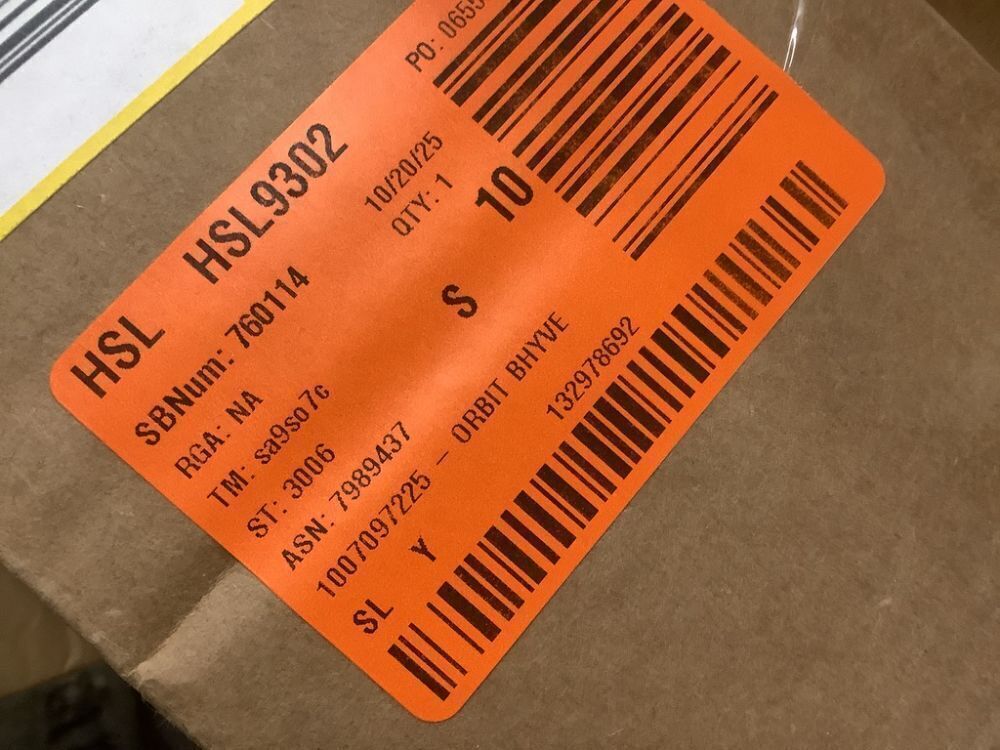 HSL HSL9302
SBNum: 760114 10/20/25 PO: 0655
RGA: NA QTY: 1
TM: sa9so7c S 10
ST: 3006
ASN: 7989437
1007097225 - ORBIT BHYVE
SL Y 132978692